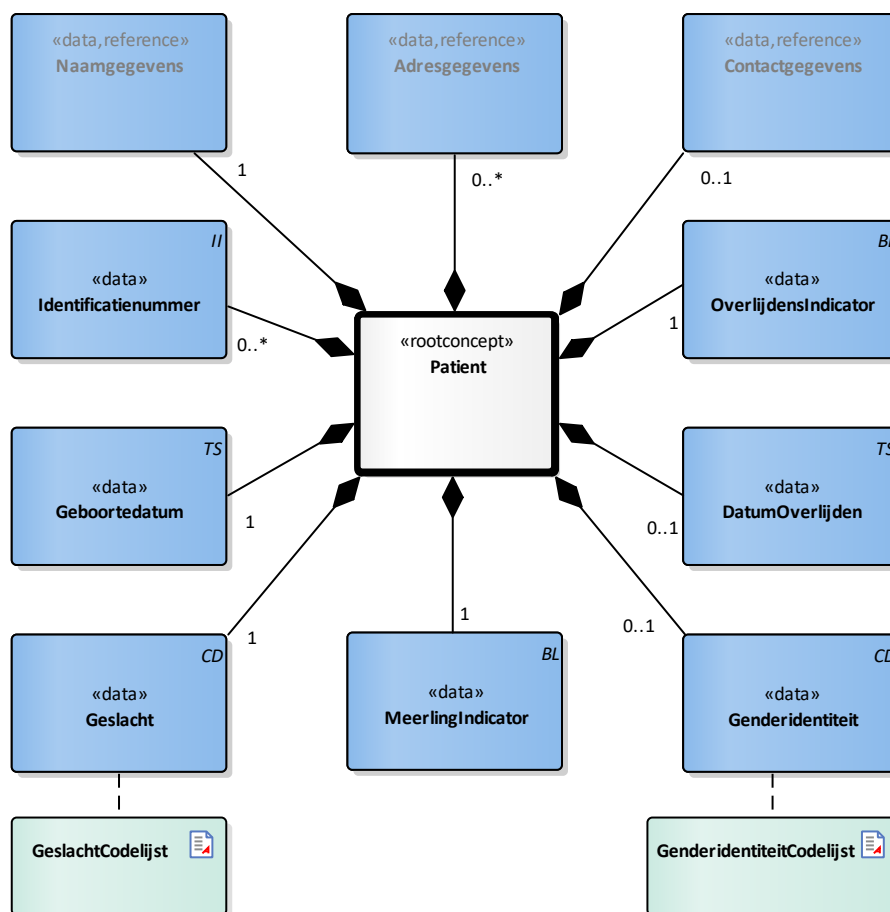 «data,reference»
Naamgegevens
«data,reference»
Adresgegevens
«data,reference»
Contactgegevens
1
0..*
0..1
II
«data»
Identificatienummer
0..*
«rootconcept»
Patient
BL
«data»
OverlijdensIndicator
1
TS
«data»
Geboortedatum
1
TS
«data»
DatumOverlijden
0..1
CD
«data»
Geslacht
1
BL
«data»
MeerlingIndicator
1
CD
«data»
Genderidentiteit
0..1
GeslachtCodelijst
GenderidentiteitCodelijst